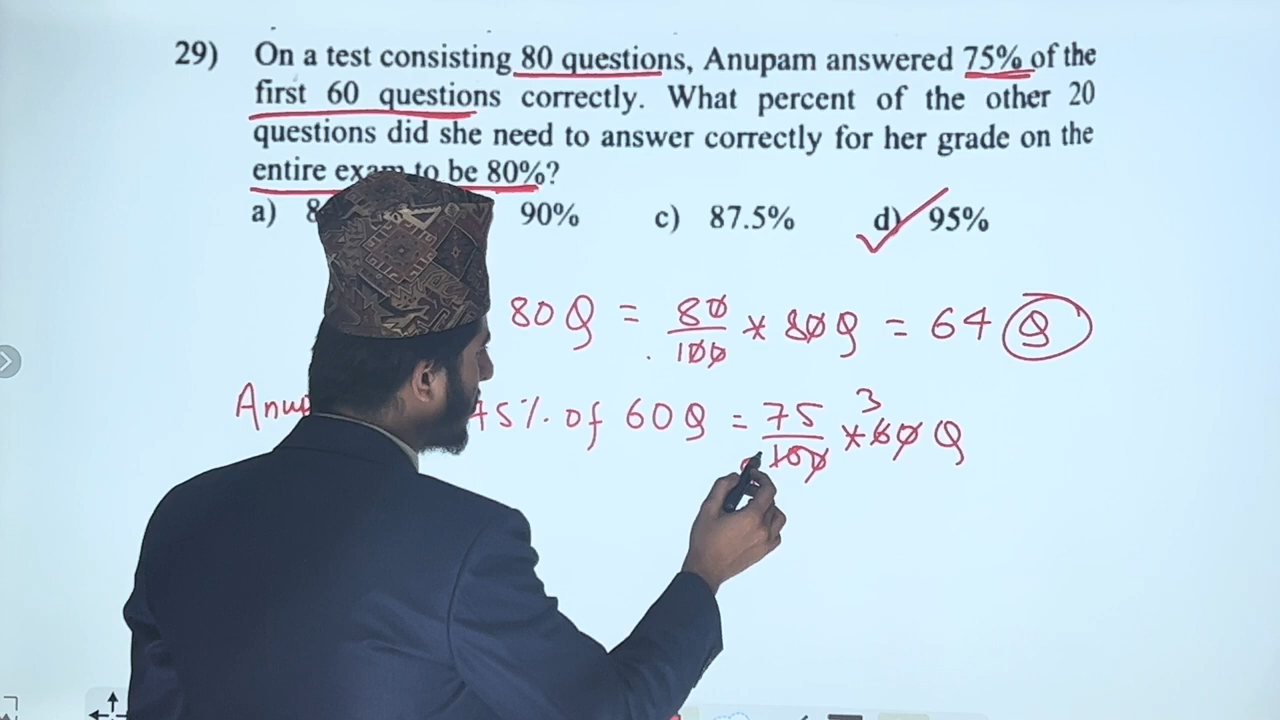 29) On a test consisting 80 questions, Anupam answered 75% of the
first 60 questions correctly. What percent of the other 20
questions did she need to answer correctly for her grade on the
entire exam to be 80%?
a) 8 90% c) 87.5% d) 95%
80 Q = 80/100 * 80 Q = 64 Q
Anup 75% of 60 Q = 75/100 * 60 Q
3